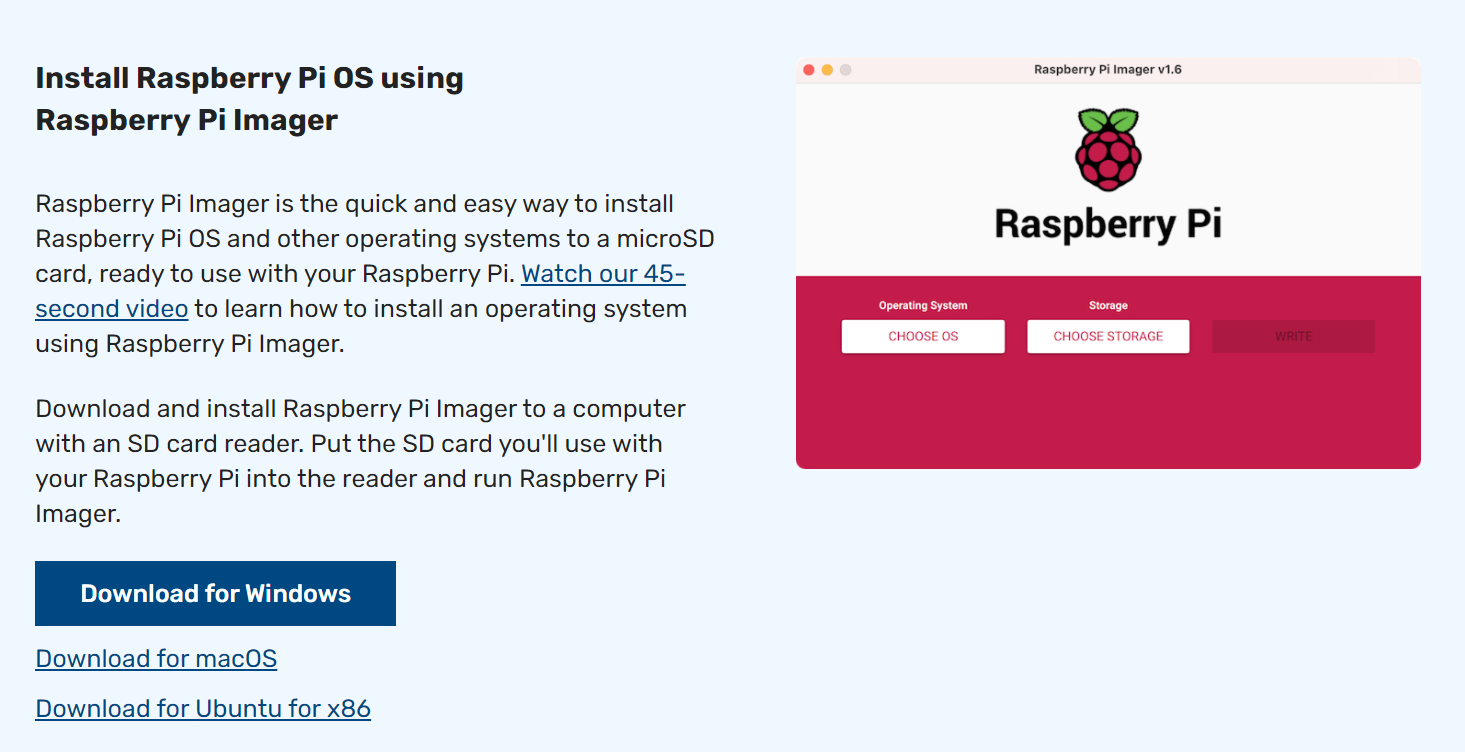 Install Raspberry Pi OS using
Raspberry Pi Imager
Raspberry Pi Imager is the quick and easy way to install
Raspberry Pi OS and other operating systems to a microSD
card, ready to use with your Raspberry Pi. Watch our 45-
second video to learn how to install an operating system
using Raspberry Pi Imager.
Download and install Raspberry Pi Imager to a computer
with an SD card reader. Put the SD card you'll use with
your Raspberry Pi into the reader and run Raspberry Pi
Imager.
Download for Windows
Download for macOS
Download for Ubuntu for x86
Raspberry Pi Imager v1.6
Raspberry Pi
Operating System
Storage
CHOOSE OS
CHOOSE STORAGE
WRITE